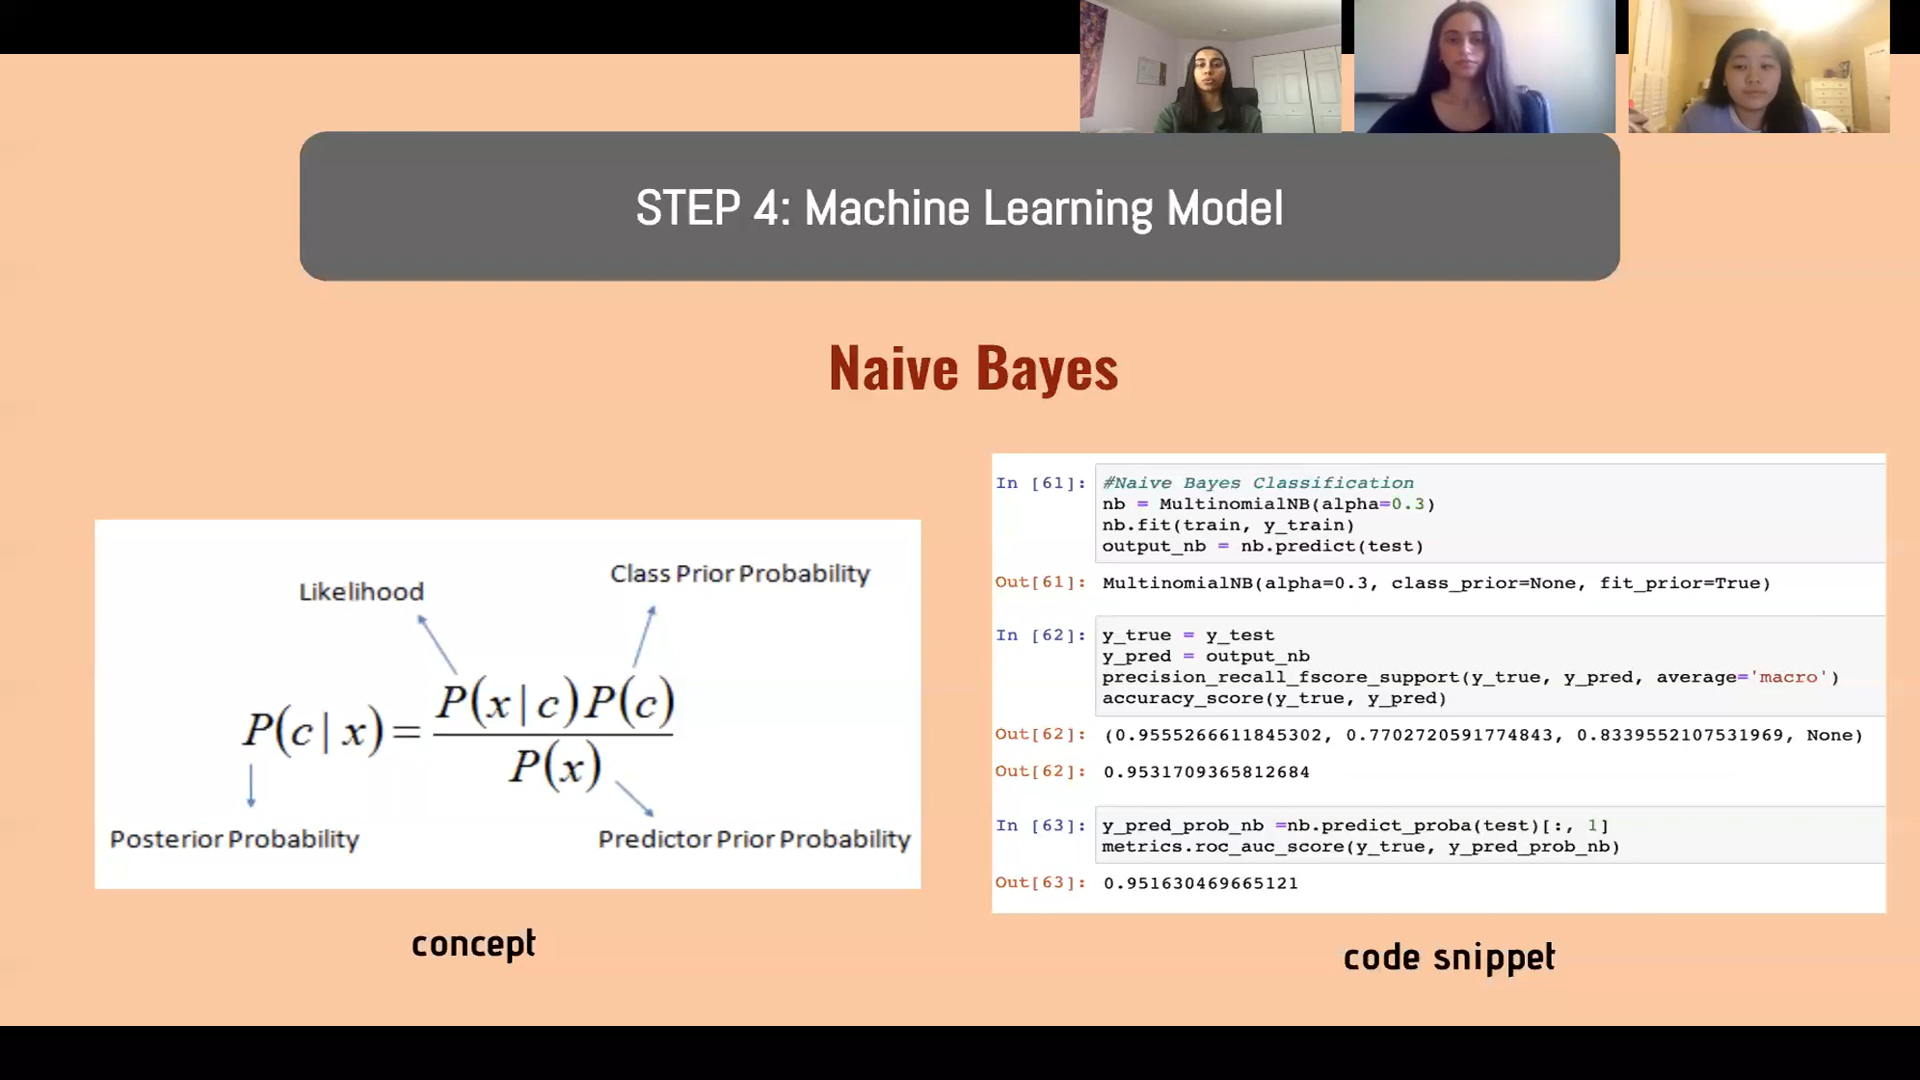 STEP 4: Machine Learning Model
Naive Bayes
Likelihood
Class Prior Probability
P(c | x) = P(x | c) P(c)
P(x)
Posterior Probability
Predictor Prior Probability
concept
In [61]: #Naive Bayes Classification
nb = MultinomialNB(alpha=0.3)
nb.fit(train, y_train)
output_nb = nb.predict(test)
Out[61]: MultinomialNB(alpha=0.3, class_prior=None, fit_prior=True)
In [62]: y_true = y_test
y_pred = output_nb
precision_recall_fscore_support(y_true, y_pred, average='macro')
accuracy_score(y_true, y_pred)
Out[62]: (0.9555266611845302, 0.7702720591774843, 0.8339552107531969, None)
Out[62]: 0.9531709365812684
In [63]: y_pred_prob_nb =nb.predict_proba(test)[:, 1]
metrics.roc_auc_score(y_true, y_pred_prob_nb)
Out[63]: 0.951630469665121
code snippet